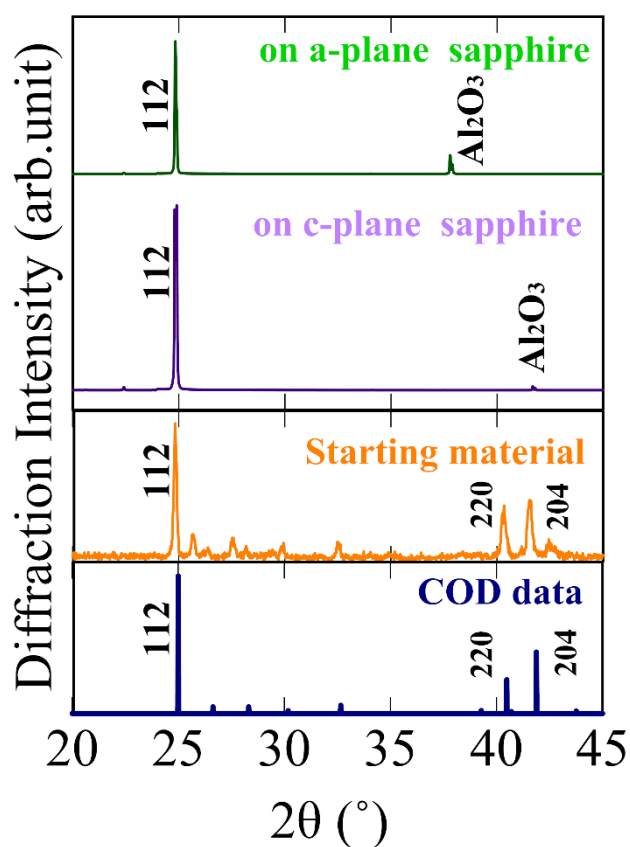 Diffraction Intensity (arb.unit)
on a-plane sapphire
112
Al₂O₃
on c-plane sapphire
112
Al₂O₃
Starting material
112
220
204
COD data
112
220
204
20 25 30 35 40 45
2θ (°)